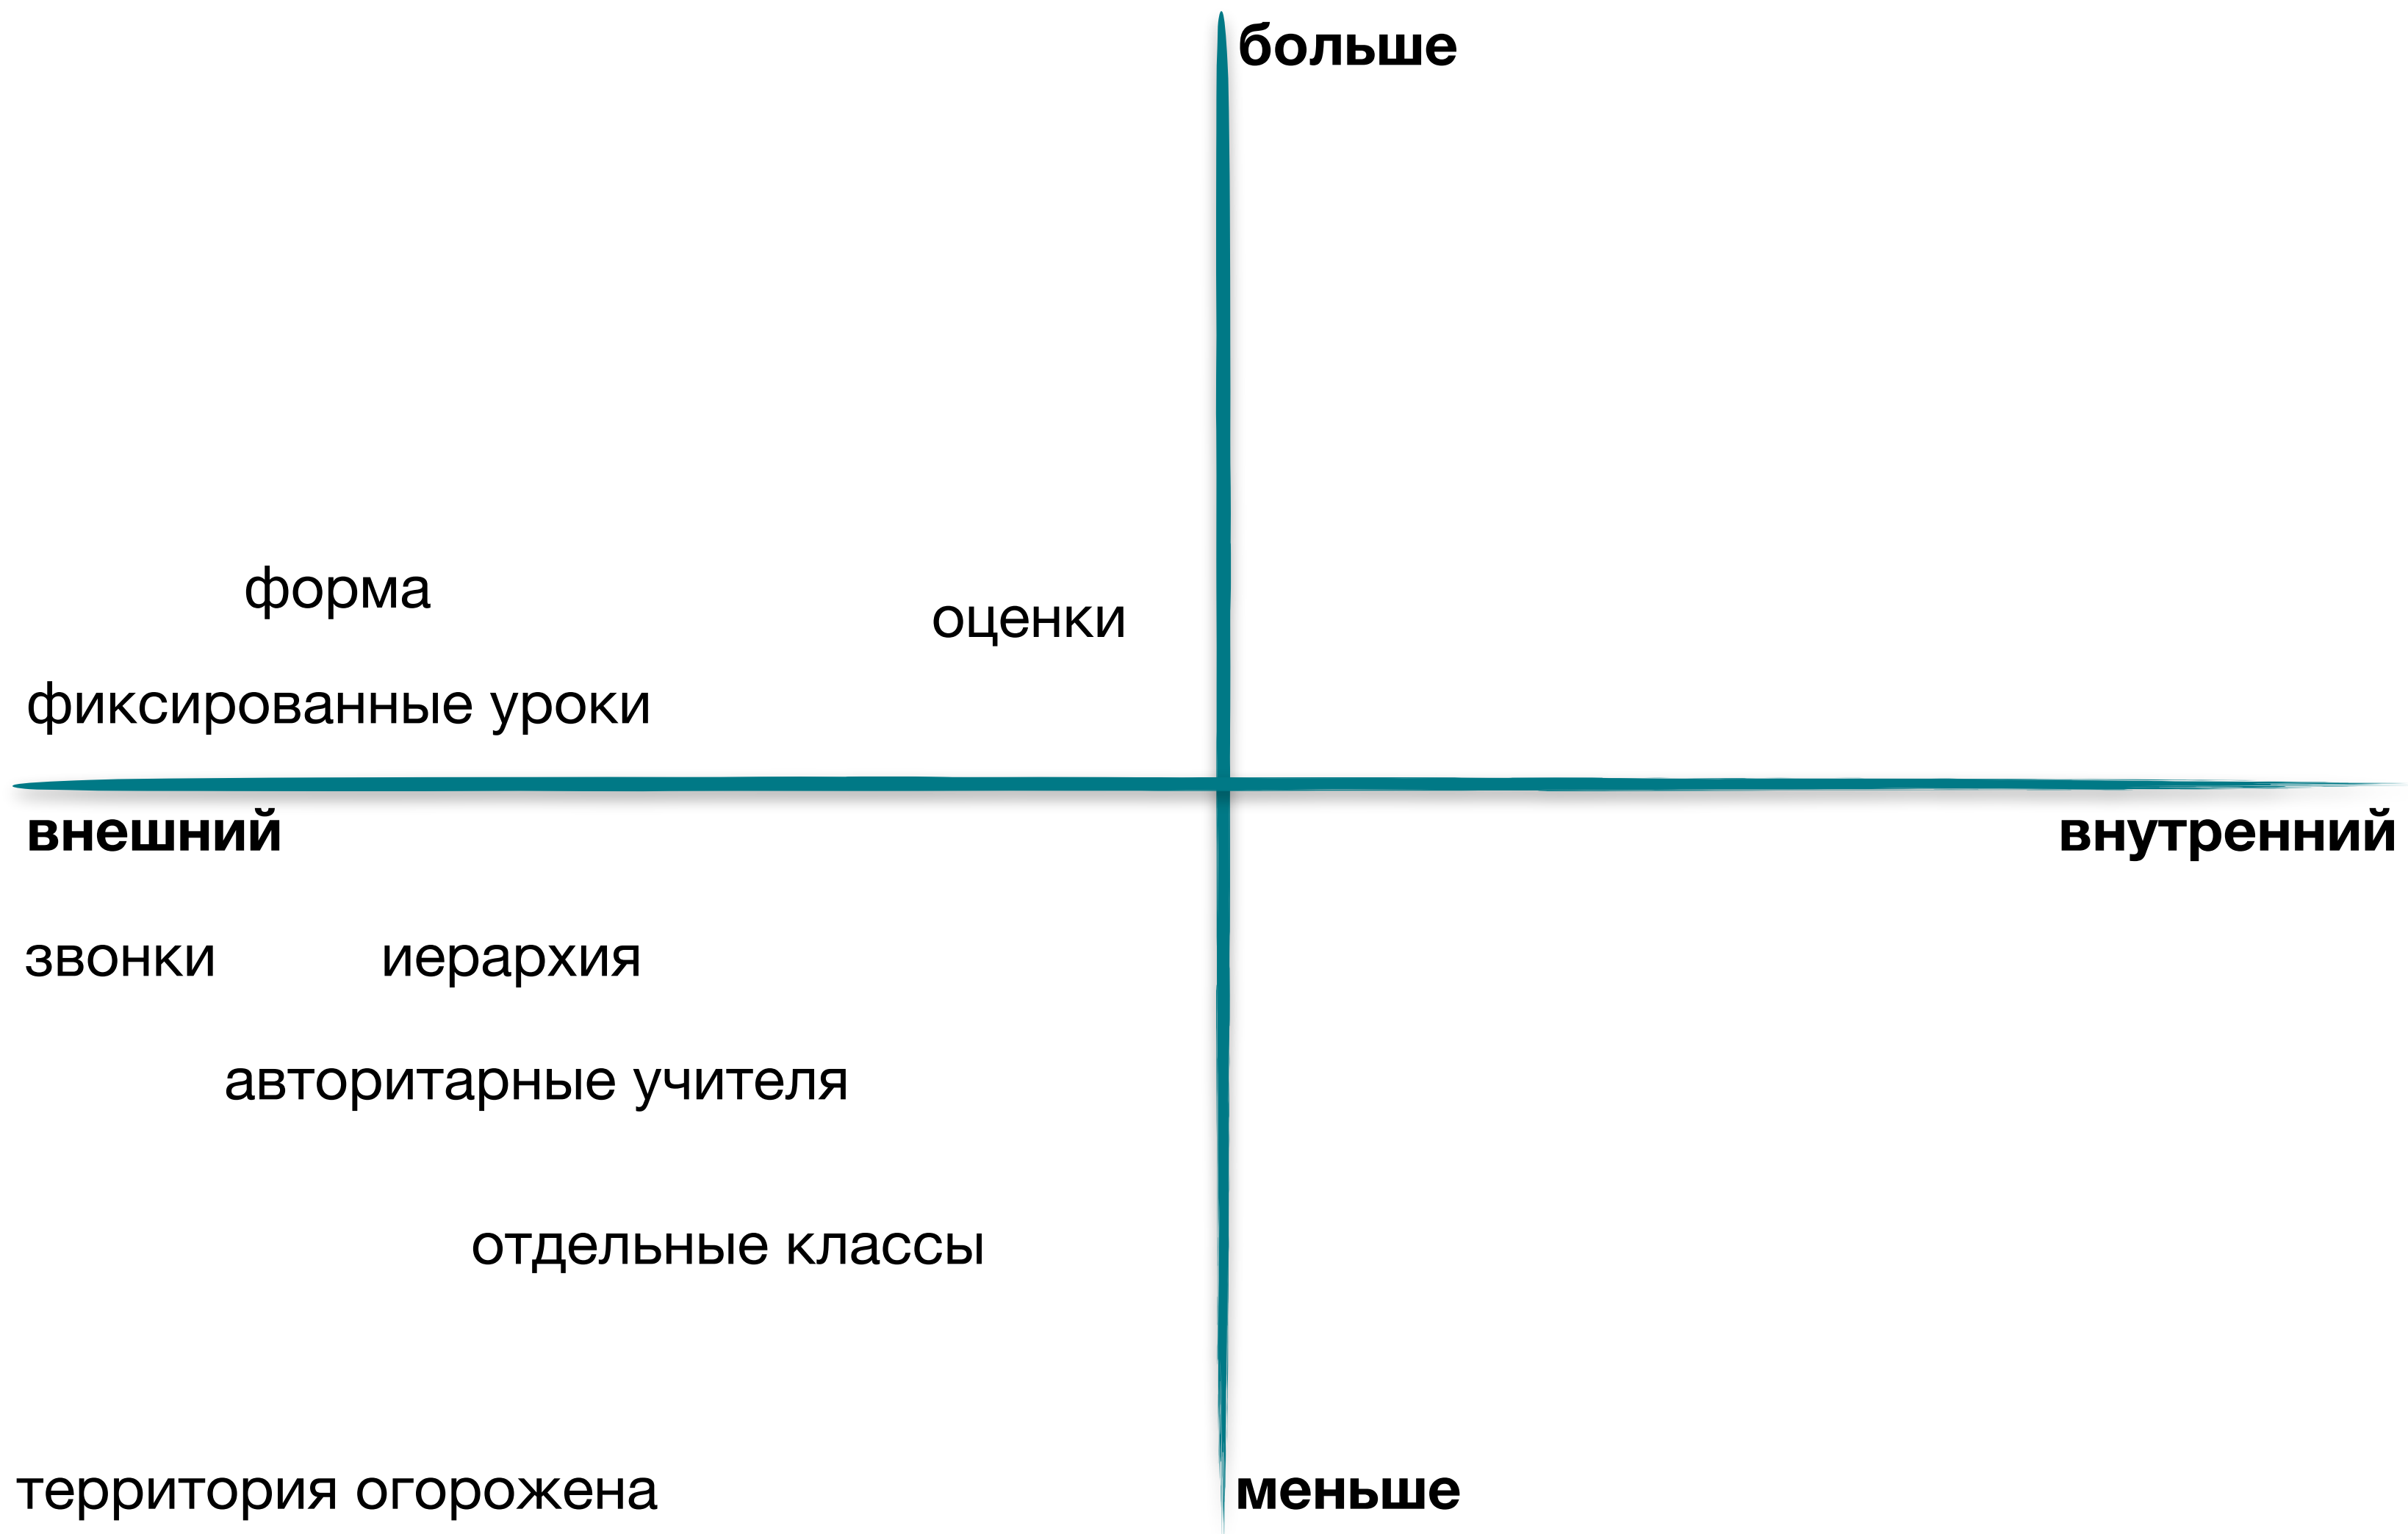 больше
форма
оценки
фиксированные уроки
внешний
внутренний
звонки
иерархия
авторитарные учителя
отдельные классы
территория огорожена
меньше